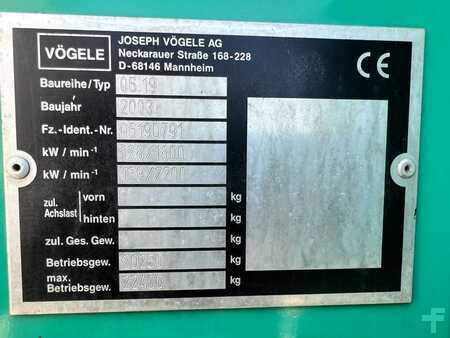 VÖGELE
JOSEPH VÖGELE AG
Neckarauer Straße 168-228
D-68146 Mannheim
CE
Baureihe/Typ 06.19
Baujahr 2003
Fz.-Ident.-Nr. 06190791
kW / min⁻¹
kW / min⁻¹
zul. Achslast vorn kg
hinten kg
zul. Ges. Gew. kg
Betriebsgew. kg
max. Betriebsgew. kg